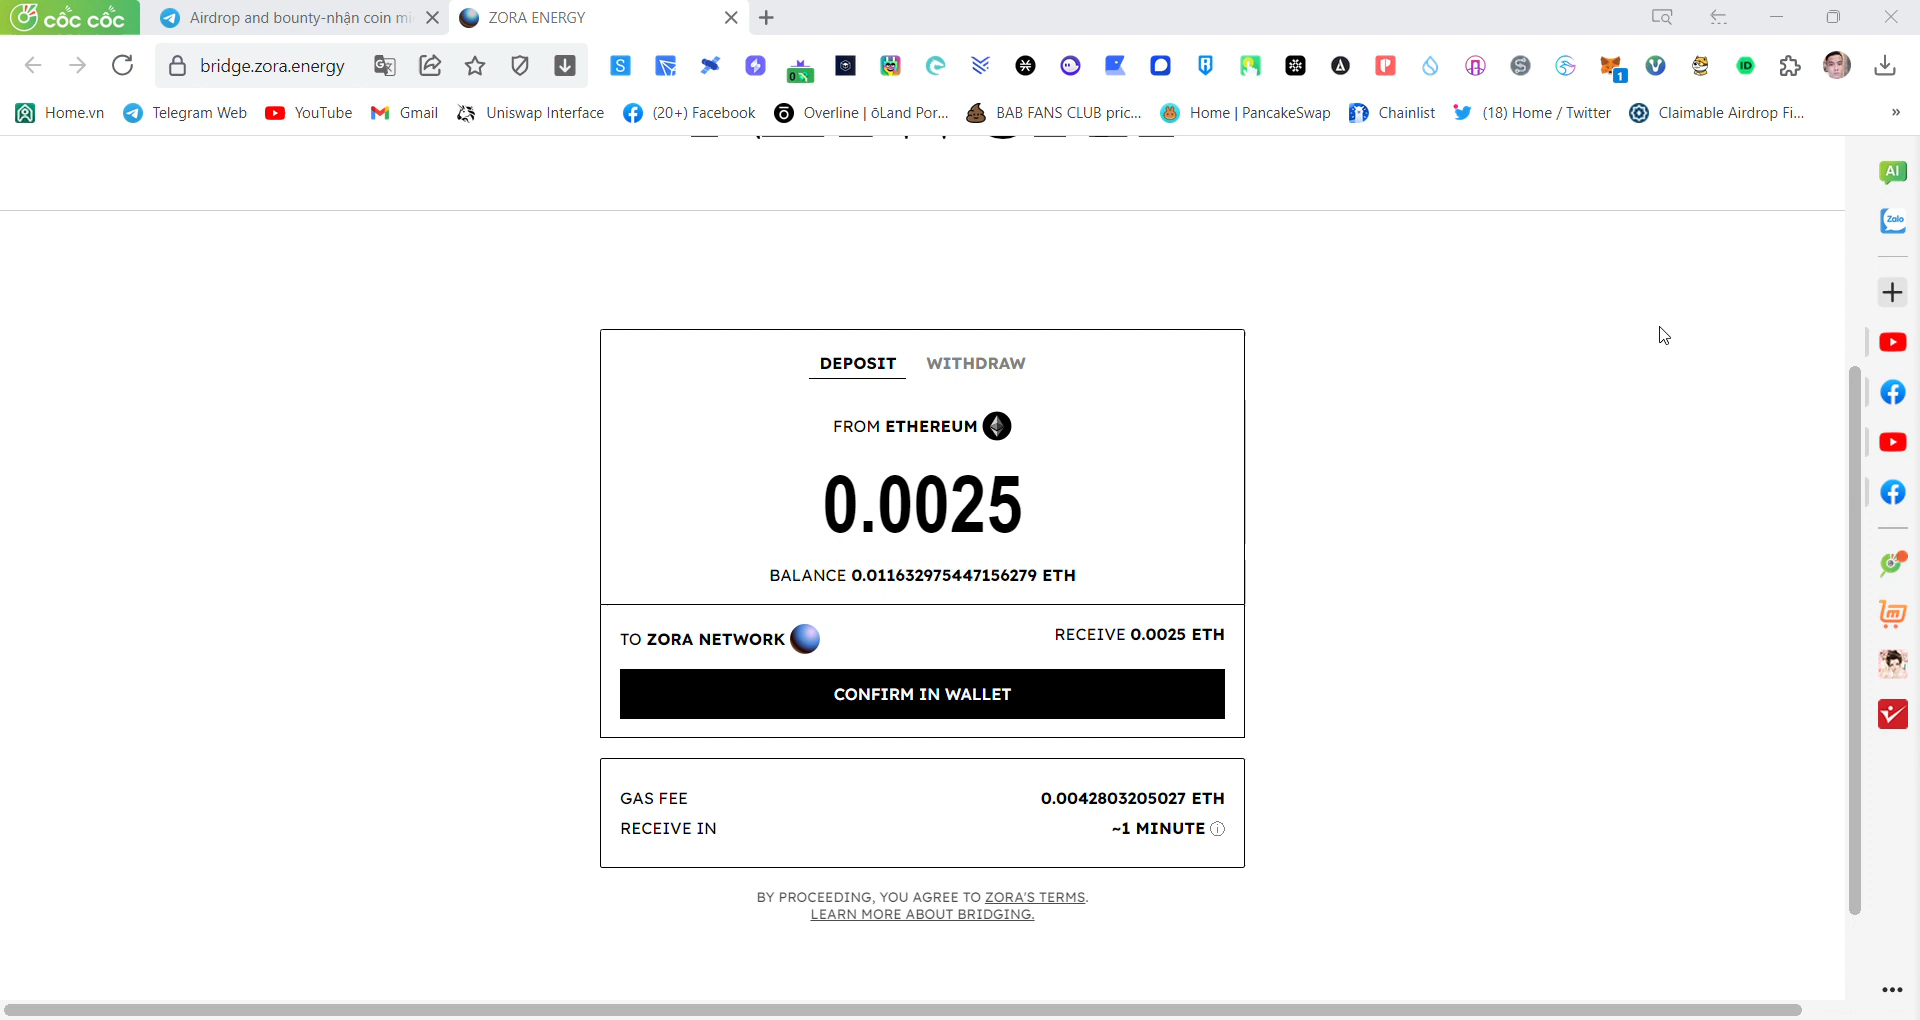 cốc cốc
Airdrop and bounty-nhận coin mi
ZORA ENERGY
bridge.zora.energy
Home.vn
Telegram Web
YouTube
Gmail
Uniswap Interface
(20+) Facebook
Overline | ōLand Por...
BAB FANS CLUB pric...
Home | PancakeSwap
Chainlist
(18) Home / Twitter
Claimable Airdrop Fi...
»
AI
Zalo
DEPOSIT
WITHDRAW
FROM ETHEREUM
0.0025
BALANCE 0.011632975447156279 ETH
TO ZORA NETWORK
RECEIVE 0.0025 ETH
CONFIRM IN WALLET
GAS FEE
0.0042803205027 ETH
RECEIVE IN
~1 MINUTE
BY PROCEEDING, YOU AGREE TO ZORA'S TERMS.
LEARN MORE ABOUT BRIDGING.